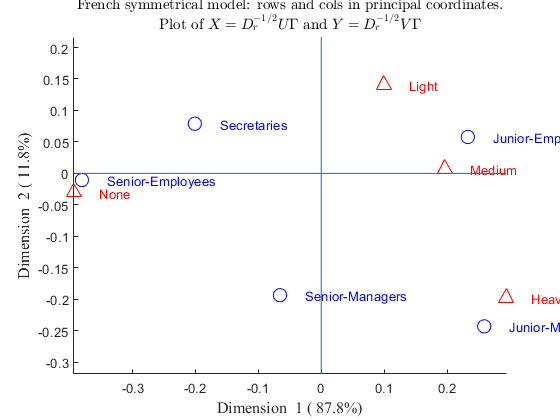 French symmetrical model: rows and cols in principal coordinates.
Plot of X = D_r^{-1/2}UΓ and Y = D_r^{-1/2}VΓ
0.2
0.15
0.1
0.05
0
-0.05
-0.1
-0.15
-0.2
-0.25
-0.3
Dimension 2 ( 11.8%)
Light
Secretaries
Junior-Emp
Medium
Senior-Employees
None
Senior-Managers
Heav
Junior-M
-0.3 -0.2 -0.1 0 0.1 0.2
Dimension 1 ( 87.8%)